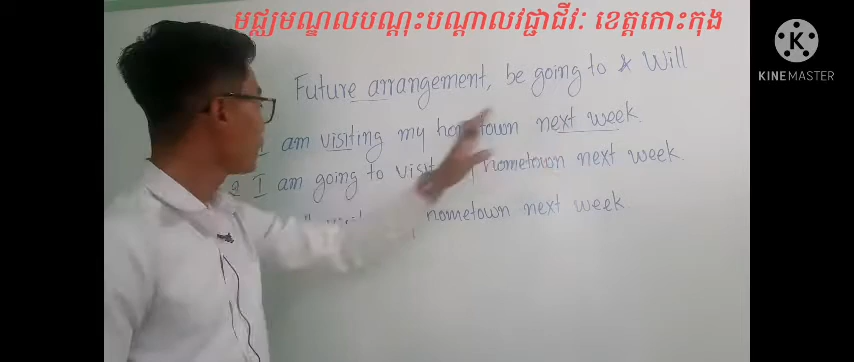 មជ្ឈមណ្ឌលបណ្តុះបណ្តាលវជ្ជាជីវៈ ខេត្តកោះកុង
KINEMASTER
Future arrangement, be going to & Will
I am visiting my hometown next week.
2 I am going to visit hometown next week.
hometown next week